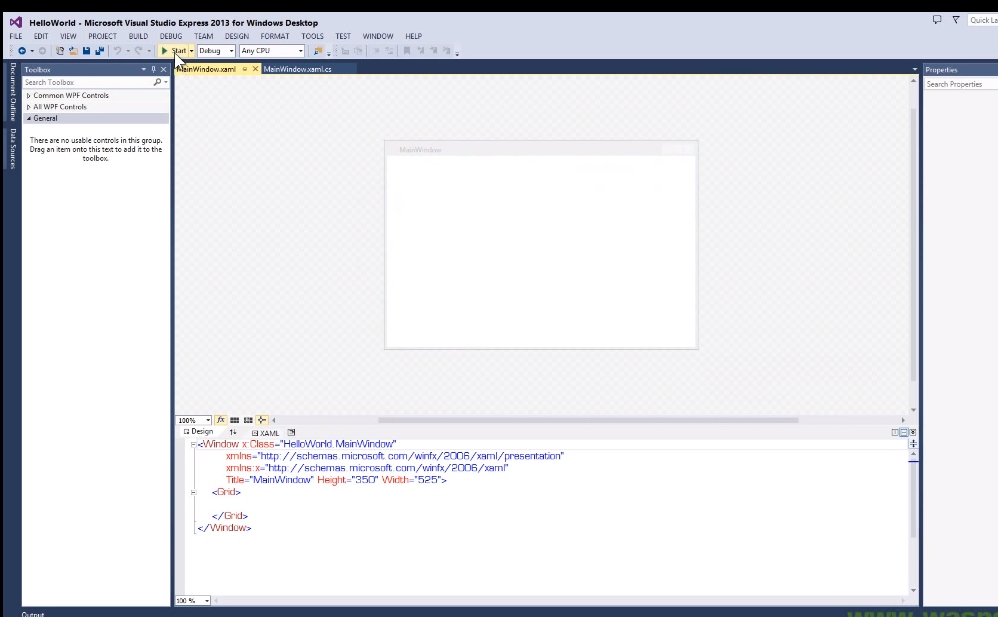 HelloWorld - Microsoft Visual Studio Express 2013 for Windows Desktop
Quick La
FILE EDIT VIEW PROJECT BUILD DEBUG TEAM DESIGN FORMAT TOOLS TEST WINDOW HELP
Start Debug Any CPU
Document Outline
Data Sources
Toolbox
Search Toolbox
Common WPF Controls
All WPF Controls
General
There are no usable controls in this group.
Drag an item onto this text to add it to the
toolbox.
MainWindow.xaml MainWindow.xaml.cs
MainWindow
Properties
Search Properties
100% fx
Design XAML
<Window x:Class="HelloWorld.MainWindow"
xmlns="http://schemas.microsoft.com/winfx/2006/xaml/presentation"
xmlns:x="http://schemas.microsoft.com/winfx/2006/xaml"
Title="MainWindow" Height="350" Width="525">
<Grid>
</Grid>
</Window>
100 %
Output